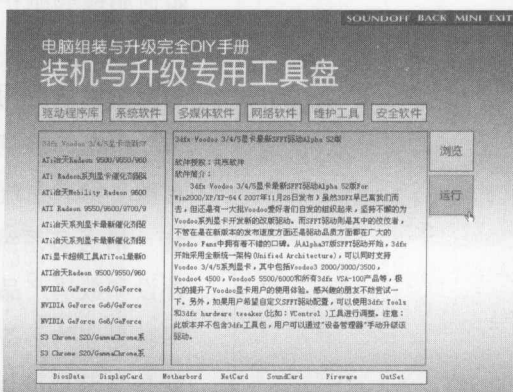 SOUNDOFF BACK MINI EXIT
电脑组装与升级完全DIY手册
装机与升级专用工具盘
驱动程序库 系统软件 多媒体软件 网络软件 维护工具 安全软件
3dfx Voodoo 3/4/5显卡最新SF
ATi冶天Radeon 9500/9550/960
ATi Radeon系列显卡催化剂
ATi冶天Mobility Radeon 9600
ATI Radeon 9550/9600/9700/9
ATi冶天系列显卡最新催化剂驱
ATi冶天系列显卡最新催化剂驱
ATi显卡超频工具ATiTool最新0
ATI冶天Radeon 9500/9550/960
NVIDIA GeForce Go6/GeForce
NVIDIA GeForce Go6/GeForce
NVIDIA GeForce Go6/GeForce
S3 Chrome S20/GammaChrome系
S3 Chrome S20/GammaChrome系
3dfx Voodoo 3/4/5显卡最新SFFT驱动Alpha 52版
软件授权：共享软件
软件简介：
3dfx Voodoo 3/4/5显卡最新SFFT驱动Alpha 52版For
Win2000/XP/XP-64（2007年11月26日发布）虽然3DFX早已离我们而
去，但还是有一大批Voodoo爱好者们自发的组织起来，坚持不懈的为
Voodoo系列显卡开发新的改版驱动。而SFFT驱动则是其中的佼佼者，
不管在是在新版本的发布速度方面还是驱动品质方面都在广大的
Voodoo Fans中拥有着不错的口碑。从Alpha37版SFFT驱动开始，3dfx
开始采用全新统一架构（Unified Architecture），可以同时支持
Voodoo 3/4/5系列显卡，其中包括Voodoo3 2000/3000/3500，
Voodoo4 4500，Voodoo5 5500/6000和所有3dfx VSA-100产品等，极
大的提升了Voodoo显卡用户的使用体验。感兴趣的朋友不妨尝试一
下。另外，如果用户希望自定义SFFT驱动配置，可以使用3dfx Tools
和3dfx hardware tweaker（比如：VControl ）工具进行调整。注意：
此版本并不包含3dfx工具包，用户可以通过"设备管理器"手动升级该
驱动。
浏览
运行
BiosData DisplayCard Motherbord NetCard SoundCard Fireware OutSet